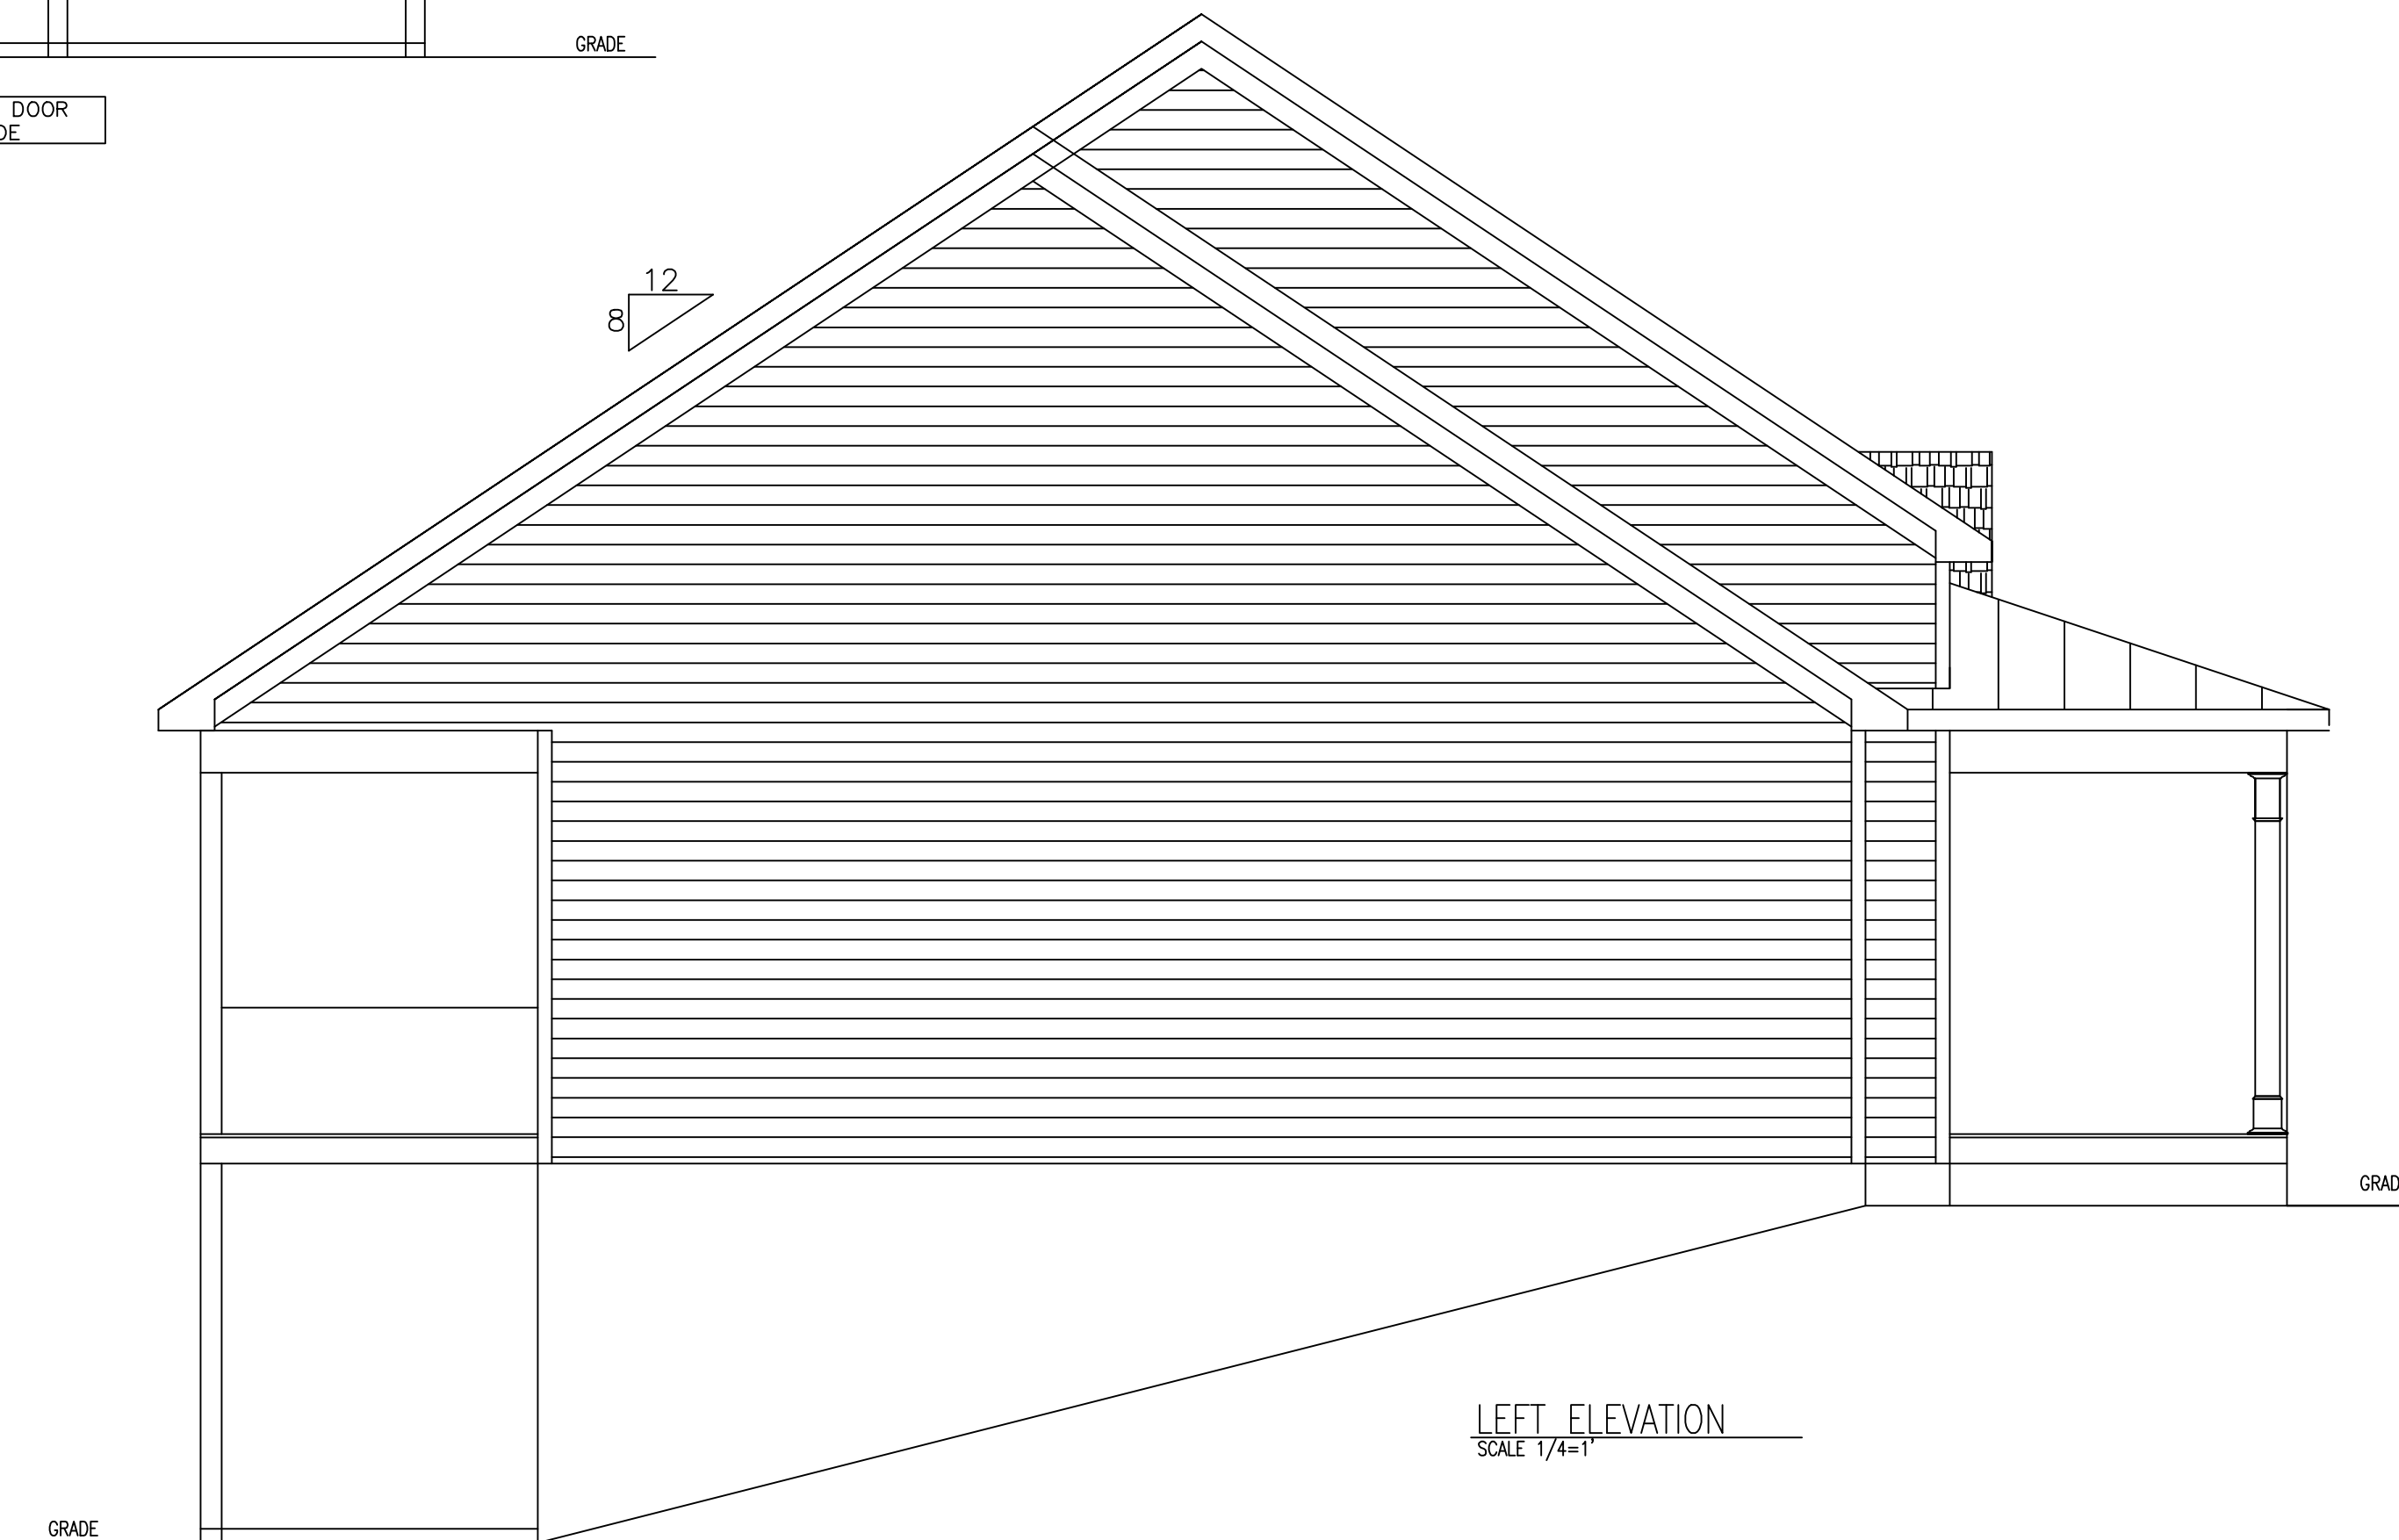 GRADE
DOOR
DE
12
8
GRAD
LEFT ELEVATION
SCALE 1/4=1'
GRADE